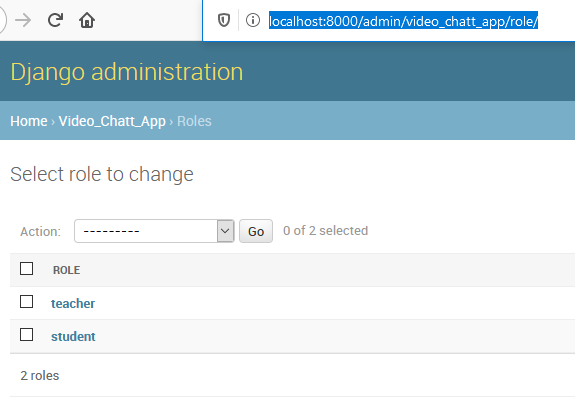 localhost:8000/admin/video_chatt_app/role/
Django administration
Home › Video_Chatt_App › Roles
Select role to change
Action: --------- Go 0 of 2 selected
ROLE
teacher
student
2 roles